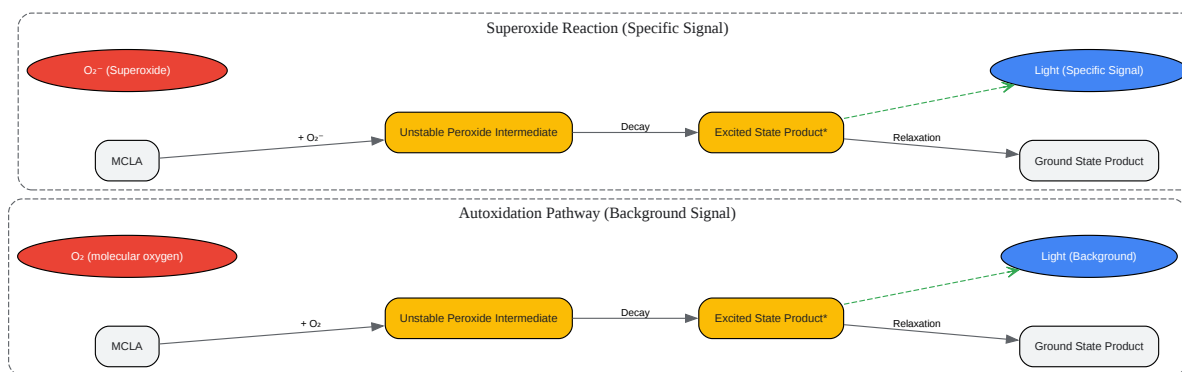 Superoxide Reaction (Specific Signal)
O₂⁻ (Superoxide)
Light (Specific Signal)
MCLA
+ O₂⁻
Unstable Peroxide Intermediate
Decay
Excited State Product*
Relaxation
Ground State Product
Autoxidation Pathway (Background Signal)
O₂ (molecular oxygen)
Light (Background)
MCLA
+ O₂
Unstable Peroxide Intermediate
Decay
Excited State Product*
Relaxation
Ground State Product